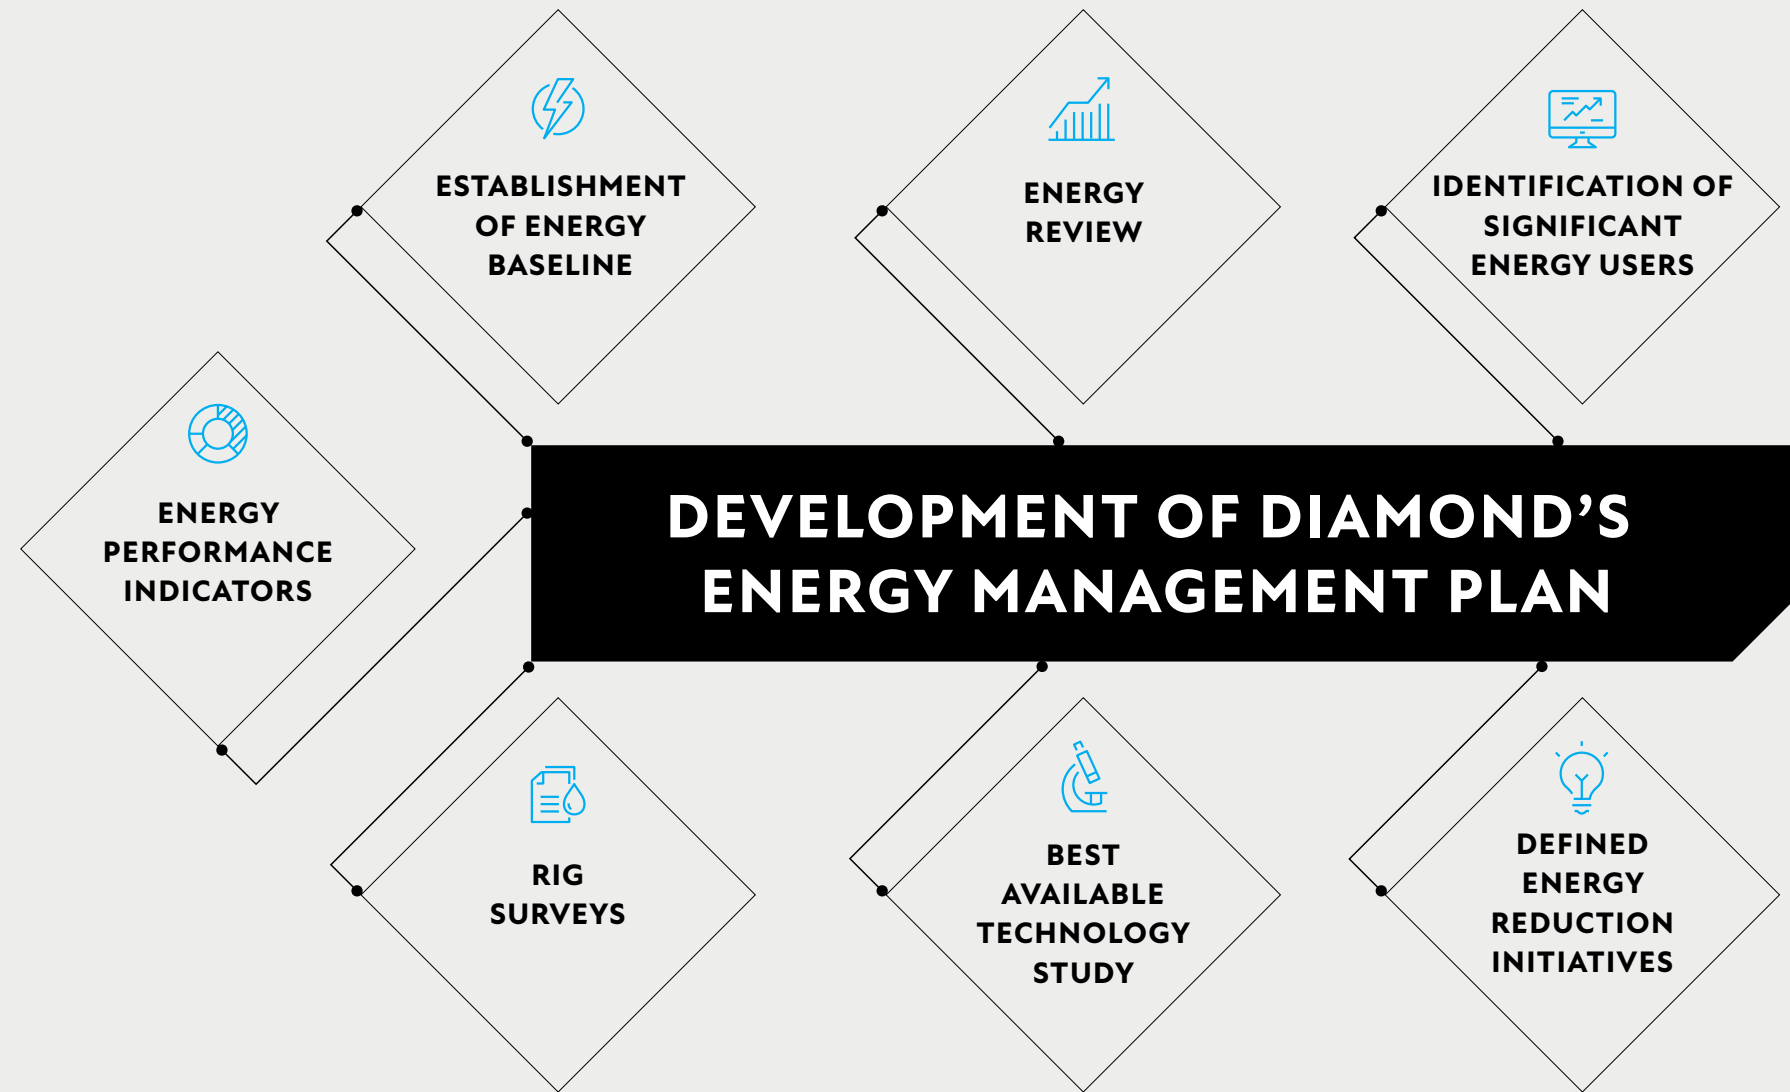 ESTABLISHMENT
OF ENERGY
BASELINE
ENERGY
REVIEW
IDENTIFICATION OF
SIGNIFICANT
ENERGY USERS
ENERGY
PERFORMANCE
INDICATORS
DEVELOPMENT OF DIAMOND’S
ENERGY MANAGEMENT PLAN
RIG
SURVEYS
BEST
AVAILABLE
TECHNOLOGY
STUDY
DEFINED
ENERGY
REDUCTION
INITIATIVES